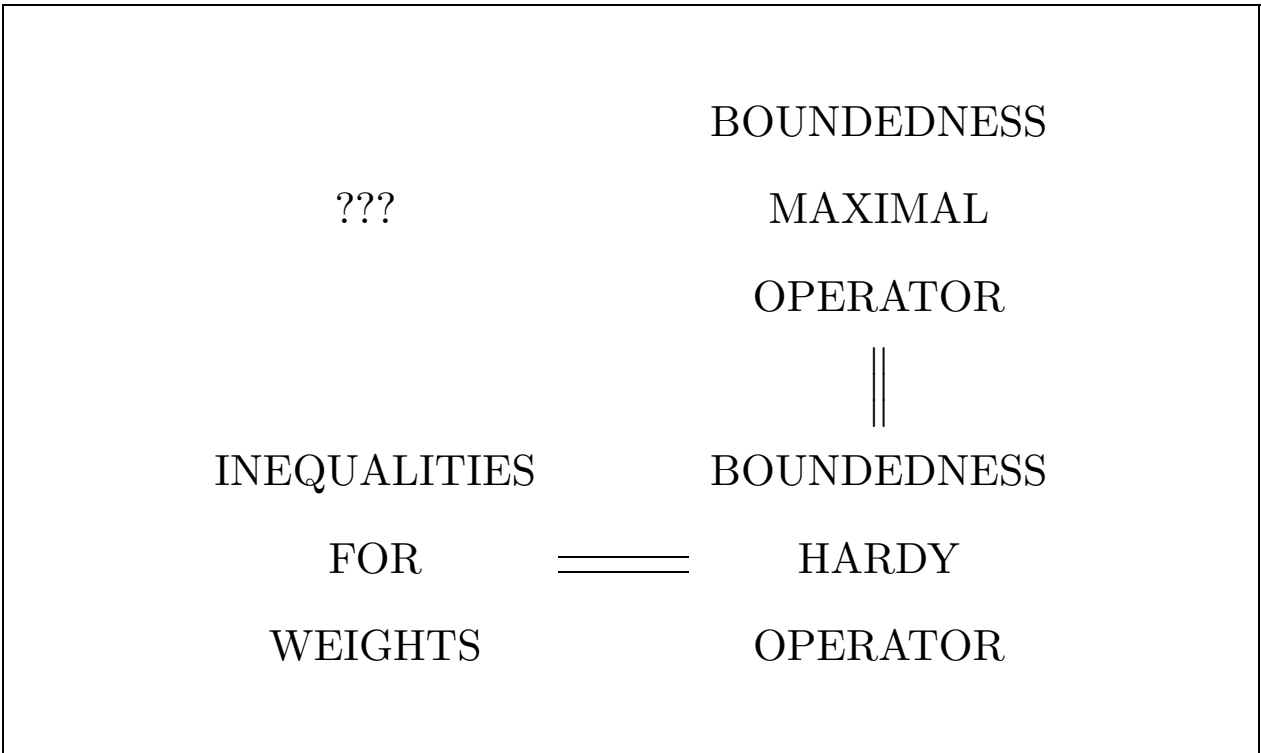 BOUNDEDNESS
??? MAXIMAL
OPERATOR
INEQUALITIES BOUNDEDNESS
FOR HARDY
WEIGHTS OPERATOR